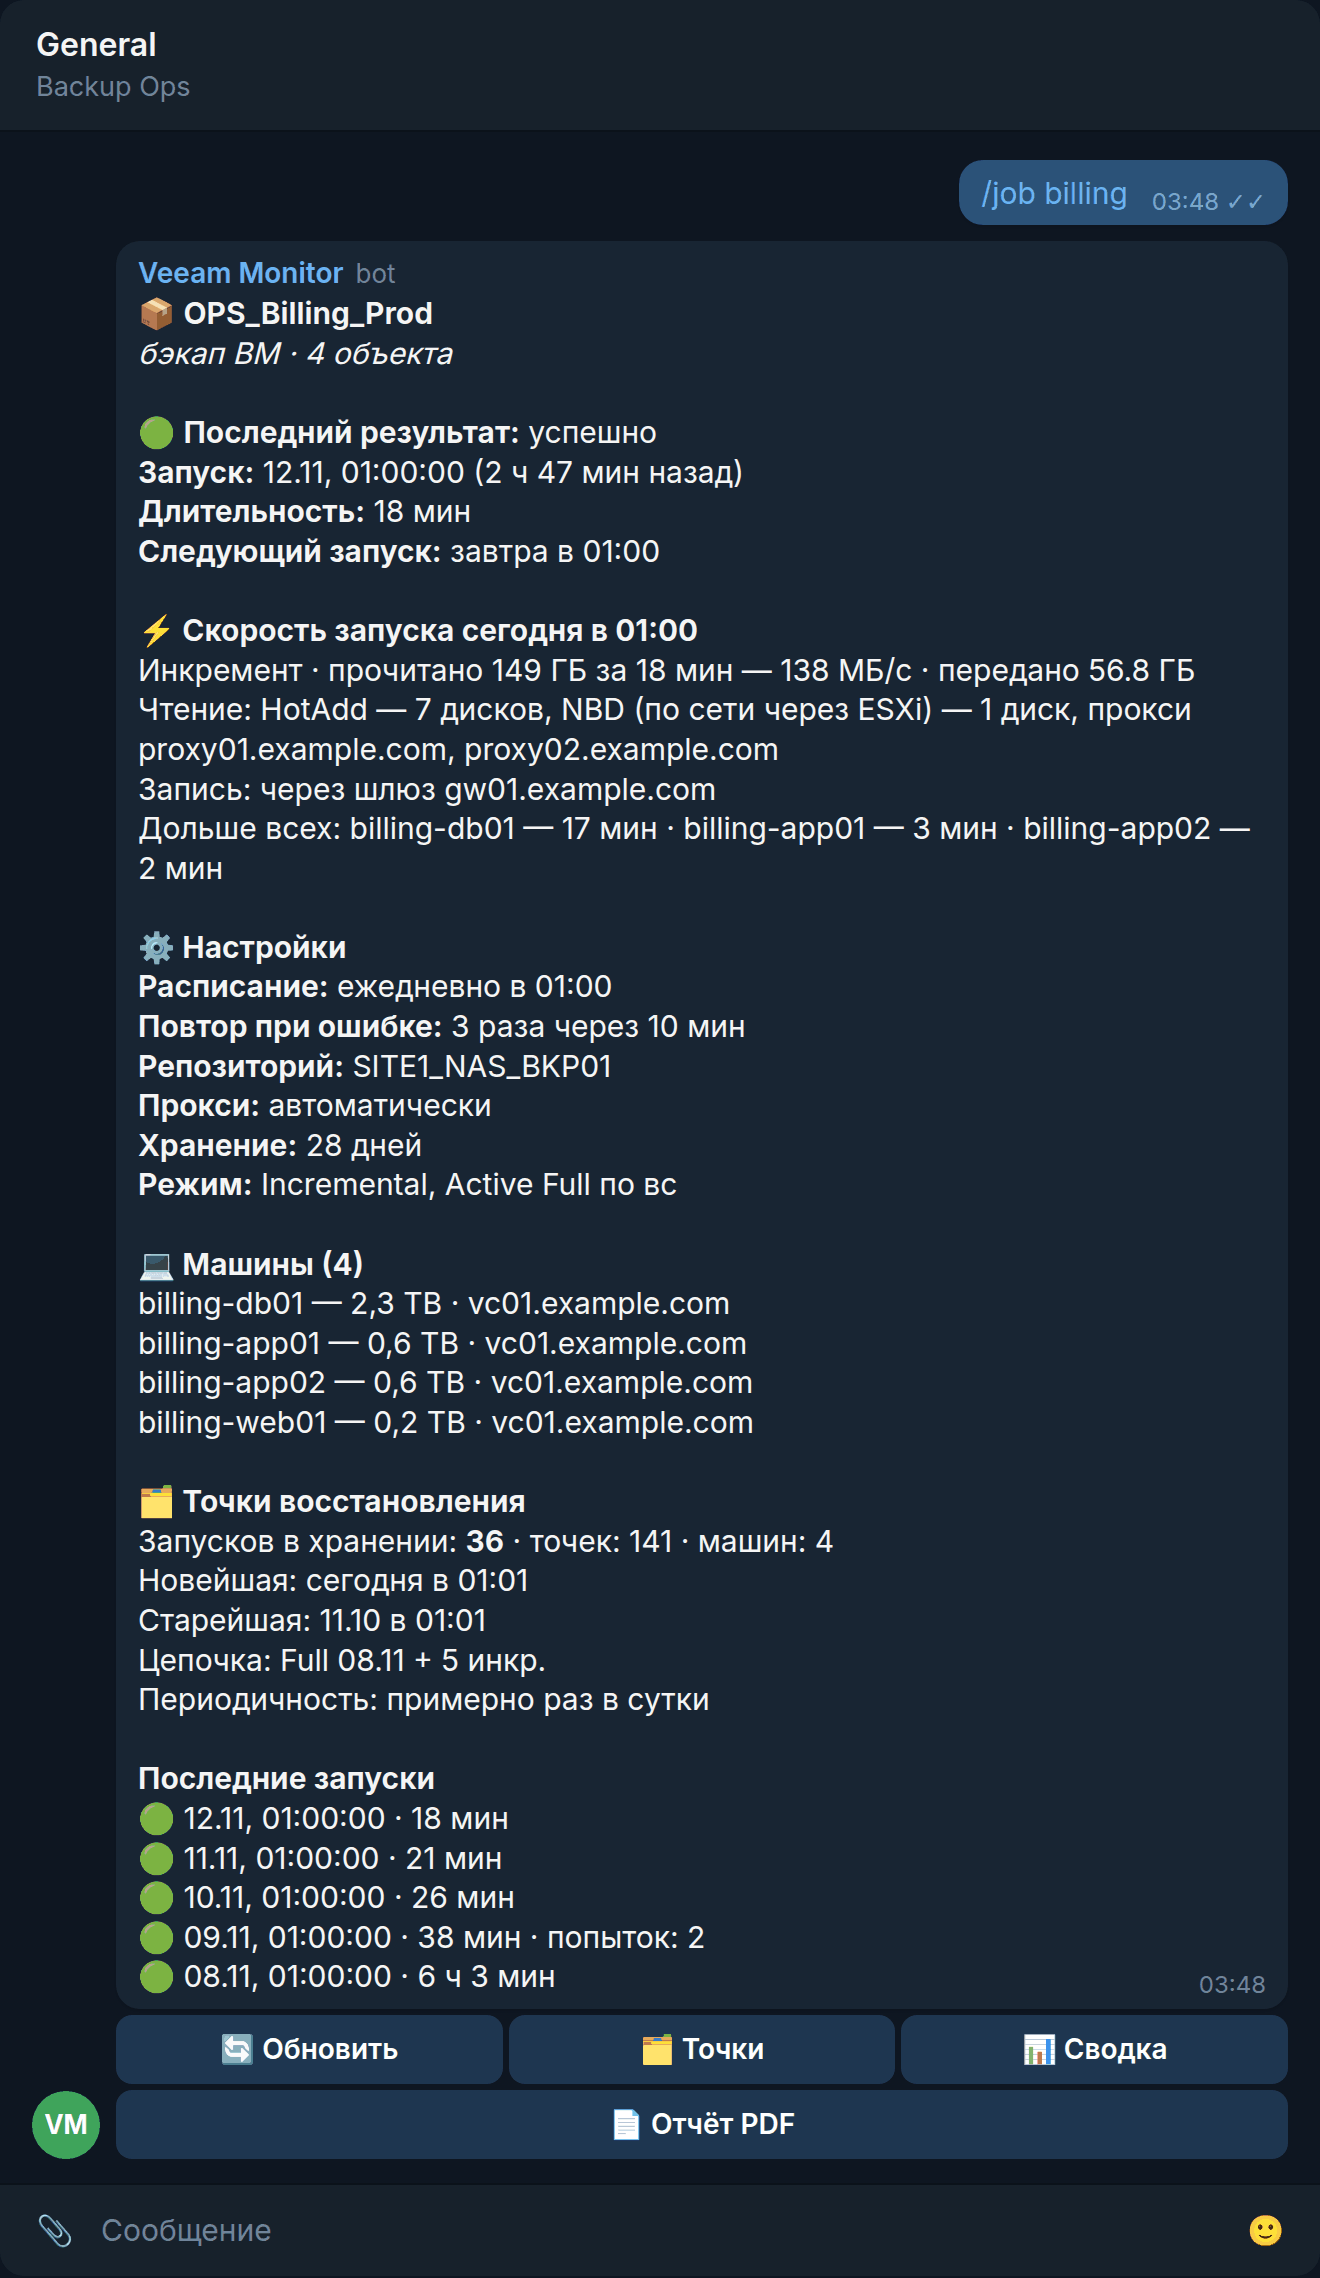 General
Backup Ops
/job billing 03:48 ✓✓
Veeam Monitor bot
📦 OPS_Billing_Prod
бэкап ВМ · 4 объекта
🟢 Последний результат: успешно
Запуск: 12.11, 01:00:00 (2 ч 47 мин назад)
Длительность: 18 мин
Следующий запуск: завтра в 01:00
⚡ Скорость запуска сегодня в 01:00
Инкремент · прочитано 149 ГБ за 18 мин — 138 МБ/с · передано 56.8 ГБ
Чтение: HotAdd — 7 дисков, NBD (по сети через ESXi) — 1 диск, прокси
proxy01.example.com, proxy02.example.com
Запись: через шлюз gw01.example.com
Дольше всех: billing-db01 — 17 мин · billing-app01 — 3 мин · billing-app02 —
2 мин
⚙️ Настройки
Расписание: ежедневно в 01:00
Повтор при ошибке: 3 раза через 10 мин
Репозиторий: SITE1_NAS_BKP01
Прокси: автоматически
Хранение: 28 дней
Режим: Incremental, Active Full по вс
💻 Машины (4)
billing-db01 — 2,3 ТВ · vc01.example.com
billing-app01 — 0,6 ТВ · vc01.example.com
billing-app02 — 0,6 ТВ · vc01.example.com
billing-web01 — 0,2 ТВ · vc01.example.com
🗂️ Точки восстановления
Запусков в хранении: 36 · точек: 141 · машин: 4
Новейшая: сегодня в 01:01
Старейшая: 11.10 в 01:01
Цепочка: Full 08.11 + 5 инкр.
Периодичность: примерно раз в сутки
Последние запуски
🟢 12.11, 01:00:00 · 18 мин
🟢 11.11, 01:00:00 · 21 мин
🟢 10.11, 01:00:00 · 26 мин
🟢 09.11, 01:00:00 · 38 мин · попыток: 2
🟢 08.11, 01:00:00 · 6 ч 3 мин
03:48
🔄 Обновить
🗂️ Точки
📊 Сводка
VM
📄 Отчёт PDF
Сообщение